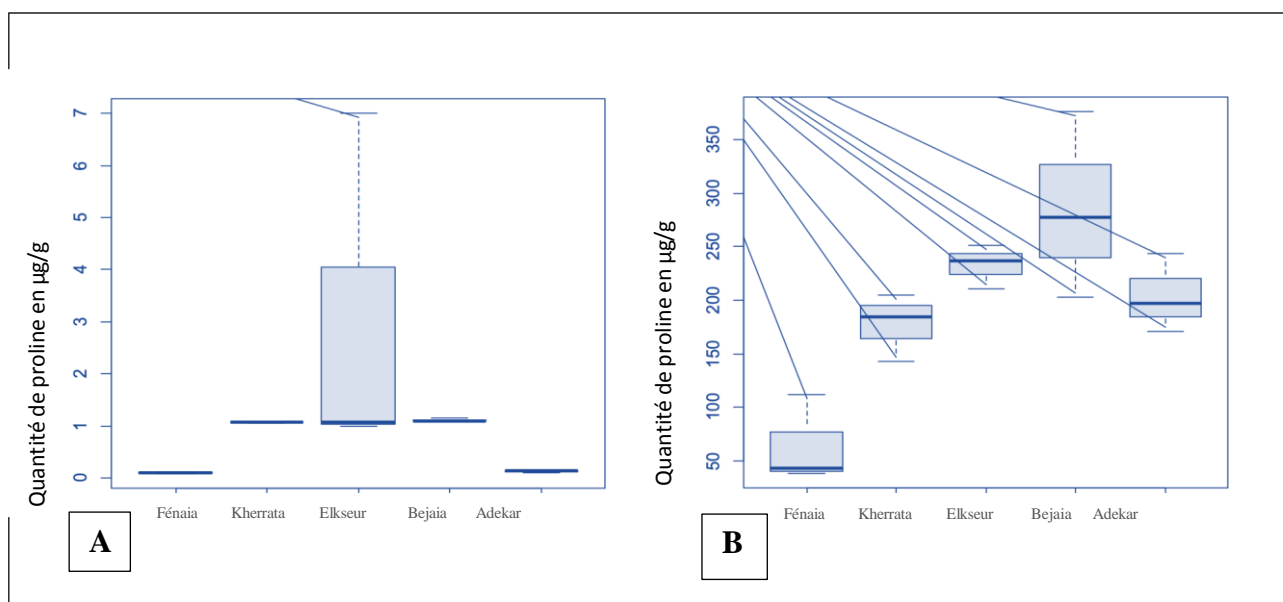 Quantité de proline en µg/g
7
6
5
4
3
2
1
0
Fénaia Kherrata Elkseur Bejaia Adekar
A
Quantité de proline en µg/g
350
300
250
200
150
100
50
Fénaia Kherrata Elkseur Bejaia Adekar
B